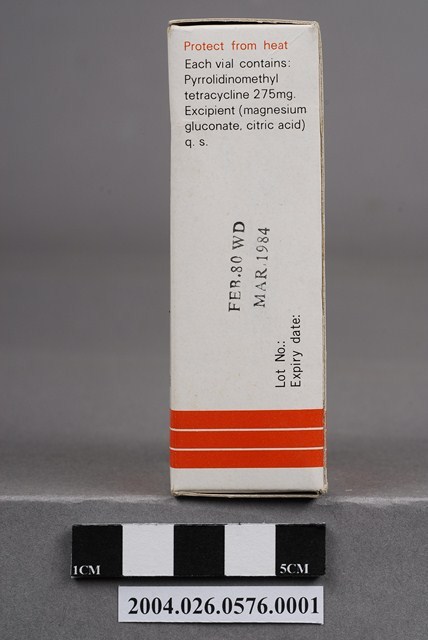 Protect from heat
Each vial contains:
Pyrrolidinomethyl
tetracycline 275mg.
Excipient (magnesium
gluconate, citric acid)
q. s.
FEB.80 WD
MAR.1984
Lot No.:
Expiry date:
1CM
5CM
2004.026.0576.0001